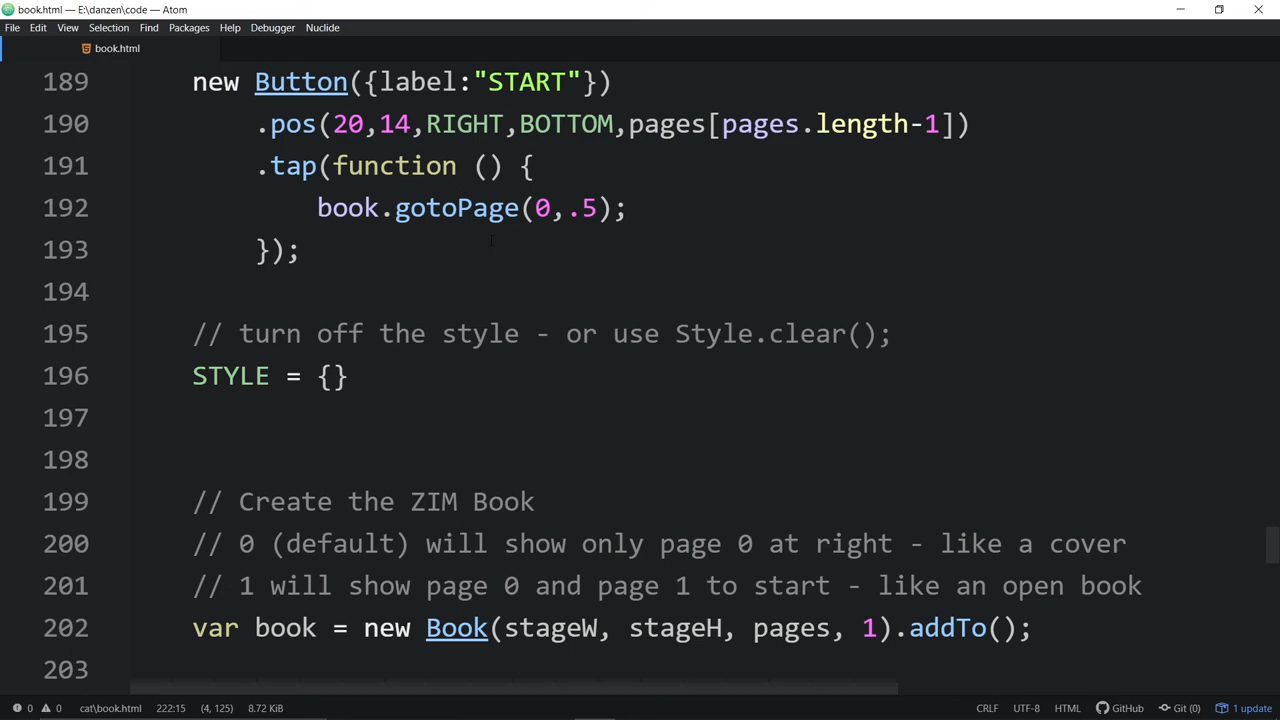 book.html — E:\danzen\code — Atom
File Edit View Selection Find Packages Help Debugger Nuclide
book.html
189 new Button({label:"START"})
190 .pos(20,14,RIGHT,BOTTOM,pages[pages.length-1])
191 .tap(function () {
192 book.gotoPage(0,.5);
193 });
194
195 // turn off the style - or use Style.clear();
196 STYLE = {}
197
198
199 // Create the ZIM Book
200 // 0 (default) will show only page 0 at right - like a cover
201 // 1 will show page 0 and page 1 to start - like an open book
202 var book = new Book(stageW, stageH, pages, 1).addTo();
203
0 0 cat\book.html 222:15 (4, 125) 8.72 KiB CRLF UTF-8 HTML GitHub Git (0) 1 update